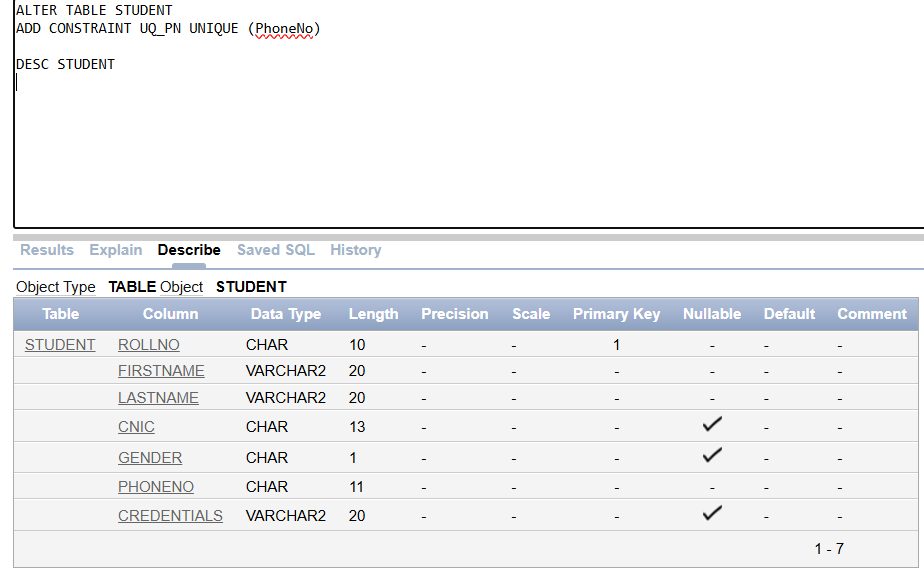 ALTER TABLE STUDENT
ADD CONSTRAINT UQ_PN UNIQUE (PhoneNo)
DESC STUDENT
Results Explain Describe Saved SQL History
Object Type TABLE Object STUDENT
Table Column Data Type Length Precision Scale Primary Key Nullable Default Comment
STUDENT ROLLNO CHAR 10 - - 1 - - -
FIRSTNAME VARCHAR2 20 - - - - - -
LASTNAME VARCHAR2 20 - - - - - -
CNIC CHAR 13 - - - ✓ - -
GENDER CHAR 1 - - - ✓ - -
PHONENO CHAR 11 - - - - - -
CREDENTIALS VARCHAR2 20 - - - ✓ - -
1 - 7